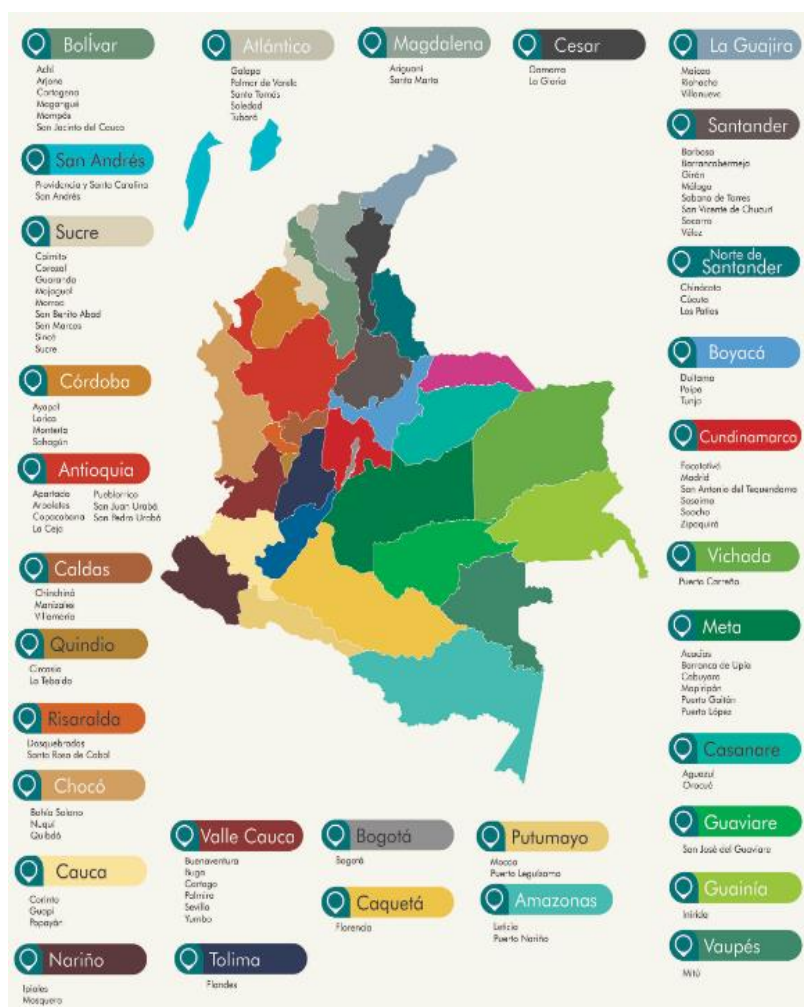 Bolívar
Achí
Arjona
Cartagena
Magangué
Mompós
San Jacinto del Cauca
Atlántico
Galapa
Palmar de Varela
Santo Tomás
Soledad
Tubará
Magdalena
Ariguaní
Santa Marta
Cesar
Gamarra
La Gloria
La Guajira
Maicao
Riohacha
Villanueva
San Andrés
Providencia y Santa Catalina
San Andrés
Santander
Barbosa
Barrancabermeja
Girón
Málaga
Sabana de Torres
San Vicente de Chucurí
Socorro
Vélez
Sucre
Caimito
Corozal
Guaranda
Majagual
Morroa
San Benito Abad
San Marcos
Sincé
Sucre
Norte de
Santander
Chinácota
Cúcuta
Los Patios
Boyacá
Duitama
Paipa
Tunja
Córdoba
Ayapel
Lorica
Montería
Sahagún
Cundinamarca
Facatativá
Madrid
San Antonio del Tequendama
Sasaima
Soacha
Zipaquirá
Antioquia
Apartado Pueblorrico
Arboletes San Juan Urabá
Copacabana San Pedro Urabá
La Ceja
Vichada
Puerto Carreño
Caldas
Chinchiná
Manizales
Villamaría
Meta
Acacías
Barranca de Upía
Cabuyaro
Mapiripán
Puerto Gaitán
Puerto López
Quindio
Circasia
La Tebaida
Risaralda
Dosquebradas
Santa Rosa de Cabal
Casanare
Aguazul
Orocué
Chocó
Bahía Solano
Nuquí
Quibdó
Guaviare
San José del Guaviare
Valle Cauca
Buenaventura
Buga
Cartago
Palmira
Sevilla
Yumbo
Bogotá
Bogotá
Putumayo
Mocoa
Puerto Leguísamo
Cauca
Corinto
Guapi
Popayán
Guainía
Inírida
Caquetá
Florencia
Amazonas
Leticia
Puerto Nariño
Nariño
Ipiales
Mosquera
Tolima
Flandes
Vaupés
Mitú